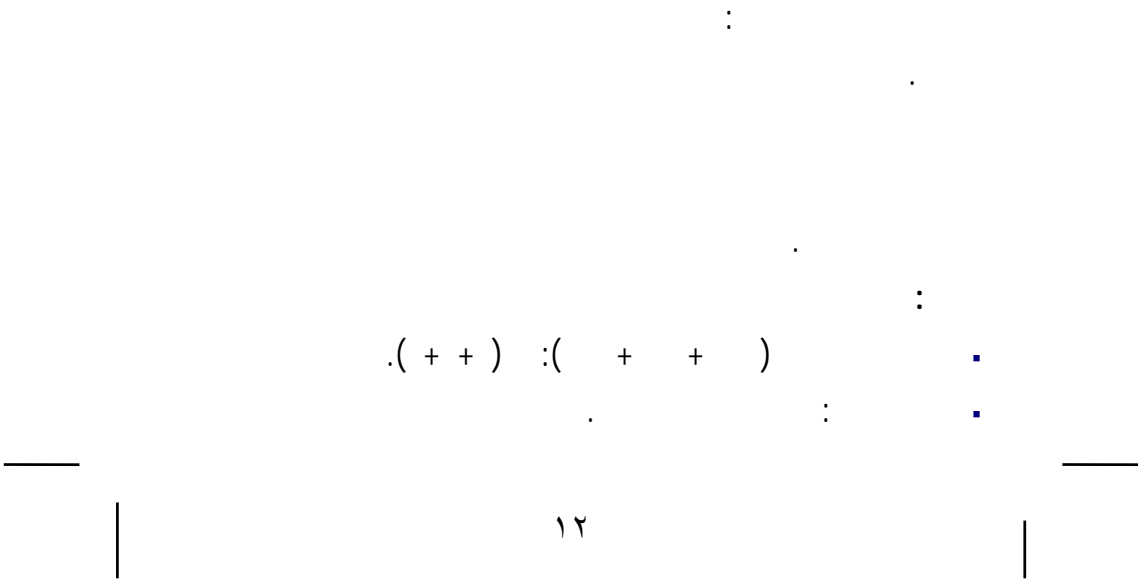 :
.
.
:
▪ ( + + ): ( + + ).
▪ : .
١٢